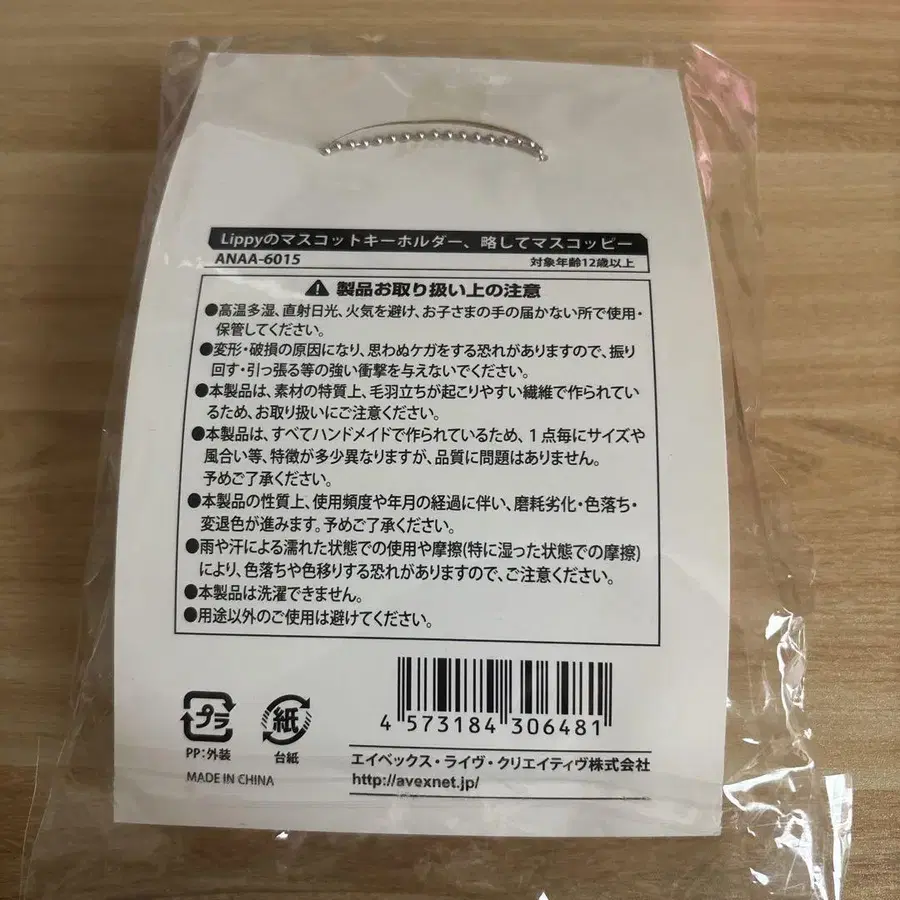 Lippyのマスコットキーホルダー、略してマスコッピー
ANAA-6015 対象年齢12歳以上
製品お取り扱い上の注意
●高温多湿、直射日光、火気を避け、お子さまの手の届かない所で使用・
保管してください。
●変形・破損の原因になり、思わぬケガをする恐れがありますので、振り
回す・引っ張る等の強い衝撃を与えないでください。
●本製品は、素材の特質上、毛羽立ちが起こりやすい繊維で作られてい
るため、お取り扱いにご注意ください。
●本製品は、すべてハンドメイドで作られているため、1点毎にサイズや
風合い等、特徴が多少異なりますが、品質に問題はありません。
予めご了承ください。
●本製品の性質上、使用頻度や年月の経過に伴い、磨耗劣化・色落ち・
変退色が進みます。予めご了承ください。
●雨や汗による濡れた状態での使用や摩擦(特に湿った状態での摩擦)
により、色落ちや色移りする恐れがありますので、ご注意ください。
●本製品は洗濯できません。
●用途以外のご使用は避けてください。
4 573184 306481
プラ 紙
PP:外装 台紙
MADE IN CHINA
エイベックス・ライヴ・クリエイティヴ株式会社
http://avexnet.jp/